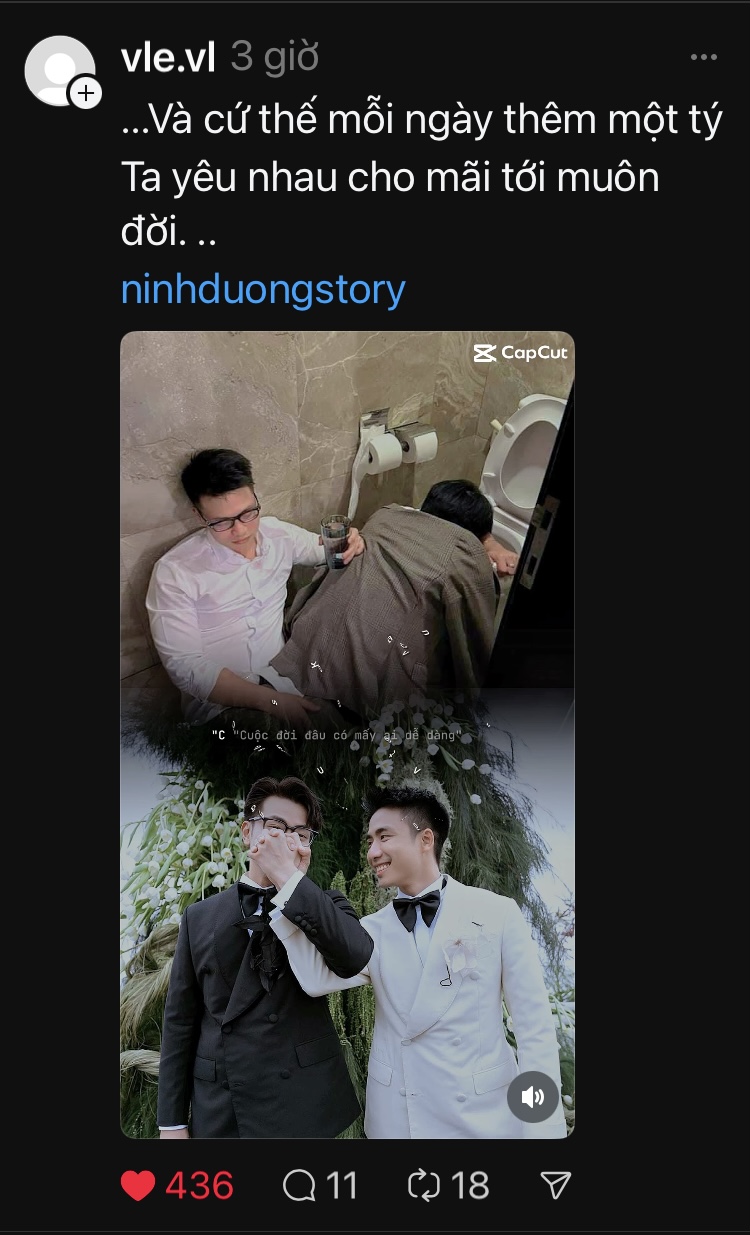 vle.vl 3 giờ
...Và cứ thế mỗi ngày thêm một tý
Ta yêu nhau cho mãi tới muôn
đời. ..
ninhduongstory
CapCut
"C "Cuộc đời đâu có mấy ai dễ dàng"
436 11 18